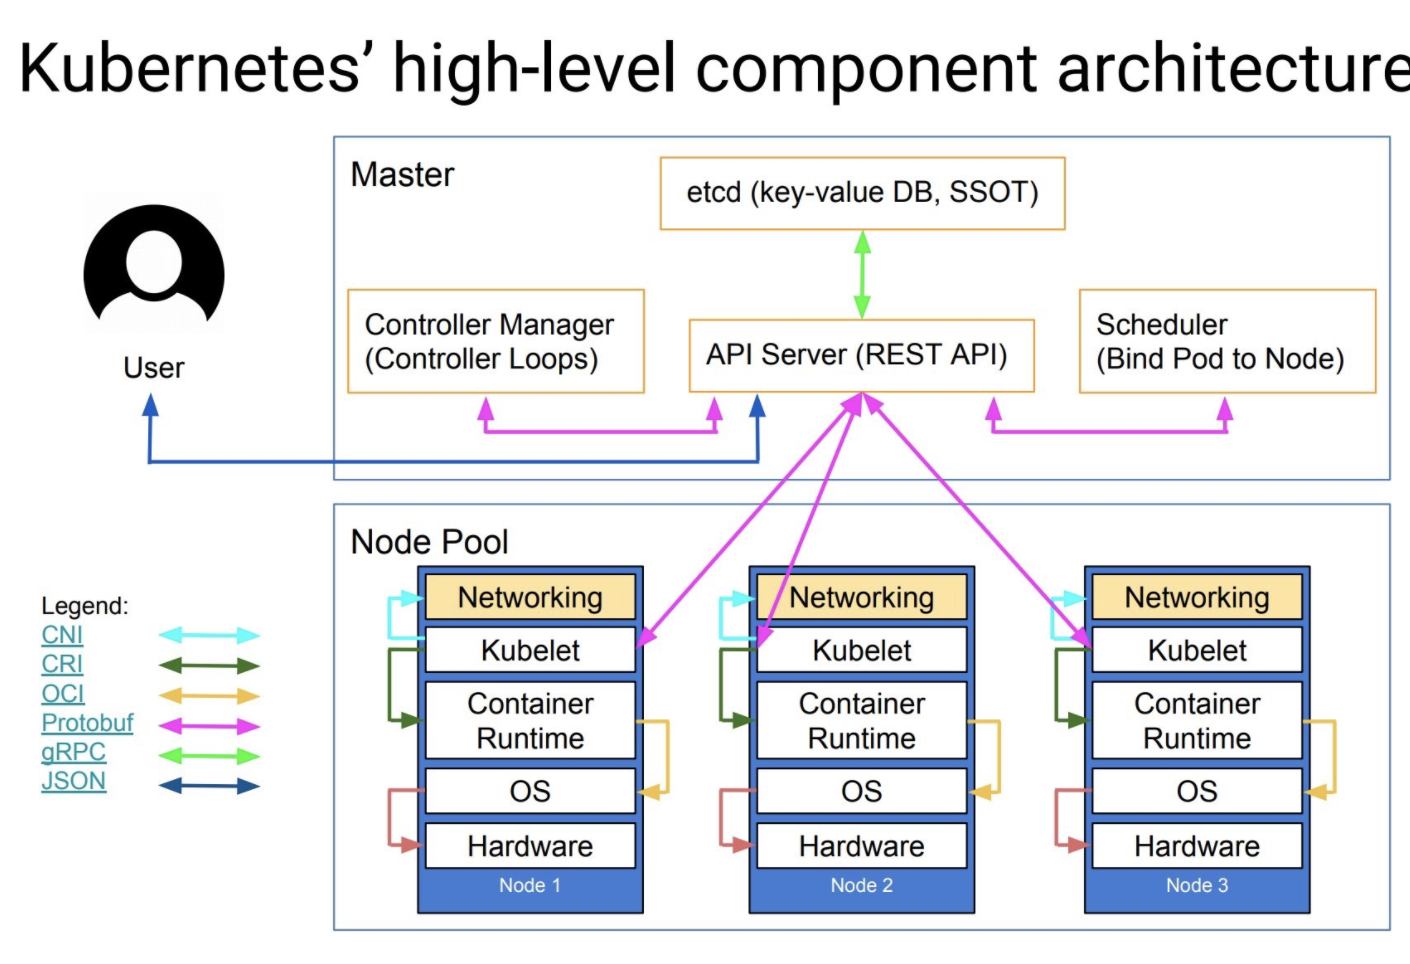 Kubernetes’ high-level component architecture
Master
etcd (key-value DB, SSOT)
Controller Manager
(Controller Loops)
API Server (REST API)
Scheduler
(Bind Pod to Node)
User
Node Pool
Legend:
CNI
CRI
OCI
Protobuf
gRPC
JSON
Networking
Kubelet
Container
Runtime
OS
Hardware
Node 1
Networking
Kubelet
Container
Runtime
OS
Hardware
Node 2
Networking
Kubelet
Container
Runtime
OS
Hardware
Node 3